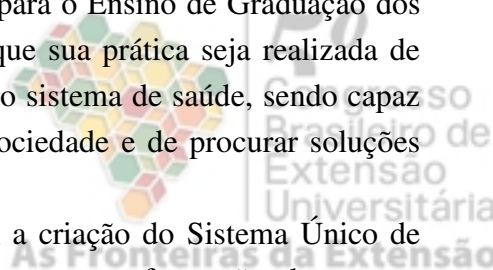 para o Ensino de Graduação dos
que sua prática seja realizada de
o sistema de saúde, sendo capaz
ociedade e de procurar soluções
a criação do Sistema Único de
Brasileiro de
Extensão
Universitária
As Fronteiras da Extensão